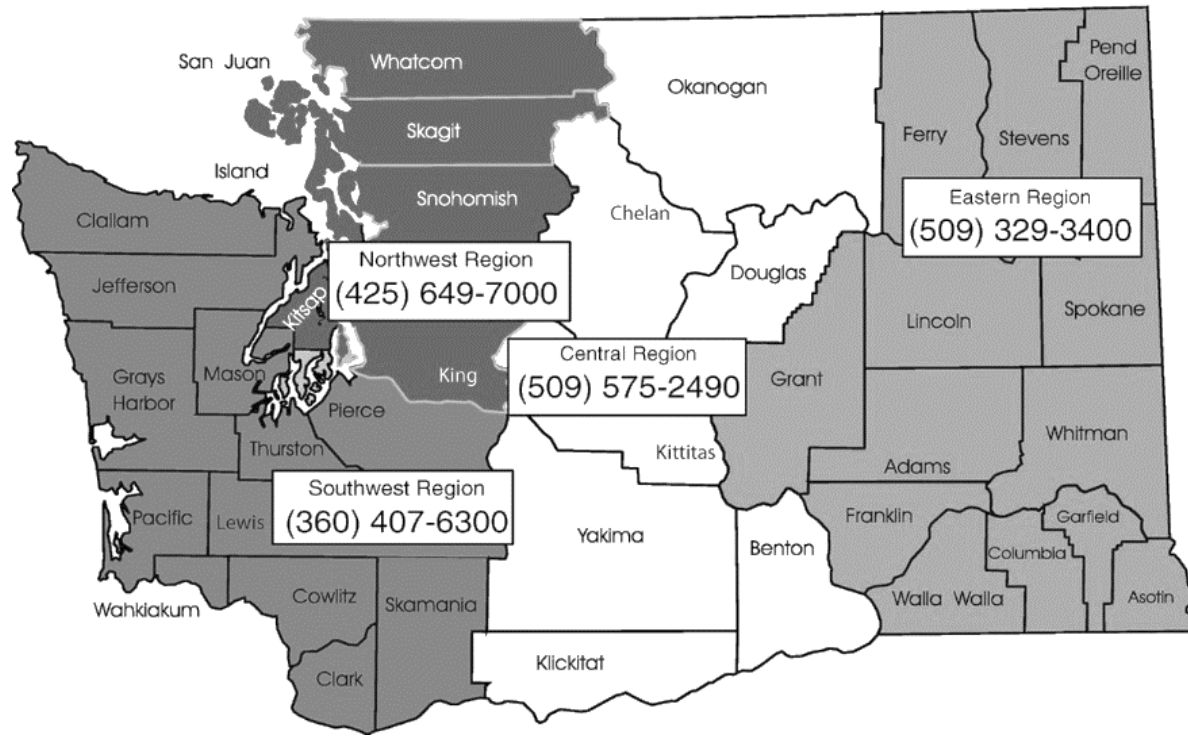 Whatcom
San Juan
Skagit
Island
Snohomish
Okanogan
Pend
Oreille
Ferry
Stevens
Eastern Region
(509) 329-3400
Clallam
Chelan
Jefferson
Northwest Region
(425) 649-7000
Kitsap
Douglas
Lincoln
Spokane
Central Region
(509) 575-2490
Grays
Harbor
Mason
King
Grant
Pierce
Thurston
Kittitas
Adams
Whitman
Southwest Region
(360) 407-6300
Pacific
Lewis
Yakima
Benton
Franklin
Garfield
Columbia
Walla Walla
Asotin
Wahkiakum
Cowlitz
Skamania
Clark
Klickitat